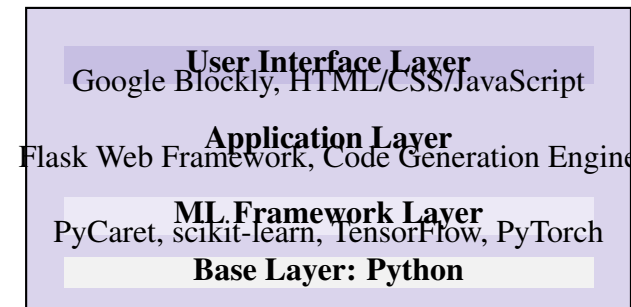 User Interface Layer
Google Blockly, HTML/CSS/JavaScript
Application Layer
Flask Web Framework, Code Generation Engine
ML Framework Layer
PyCaret, scikit-learn, TensorFlow, PyTorch
Base Layer: Python